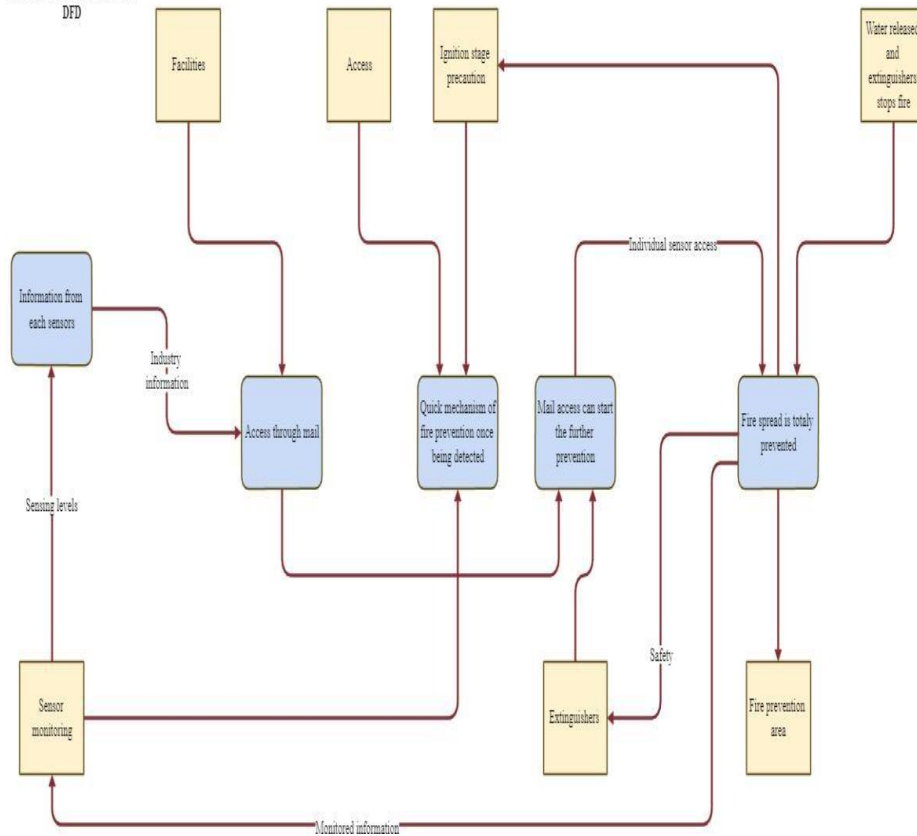 DFD
Facilities
Access
Ignition stage
precaution
Water released
and
extinguishers
stops fire
Individual sensor access
Information from
each sensors
Industry
information
Access through mail
Quick mechanism of
fire prevention once
being detected
Mail access can start
the further
prevention
Fire spread is totaly
prevented
Sensing levels
Safety
Sensor
monitoring
Extinguishers
Fire prevention
area
Monitored information